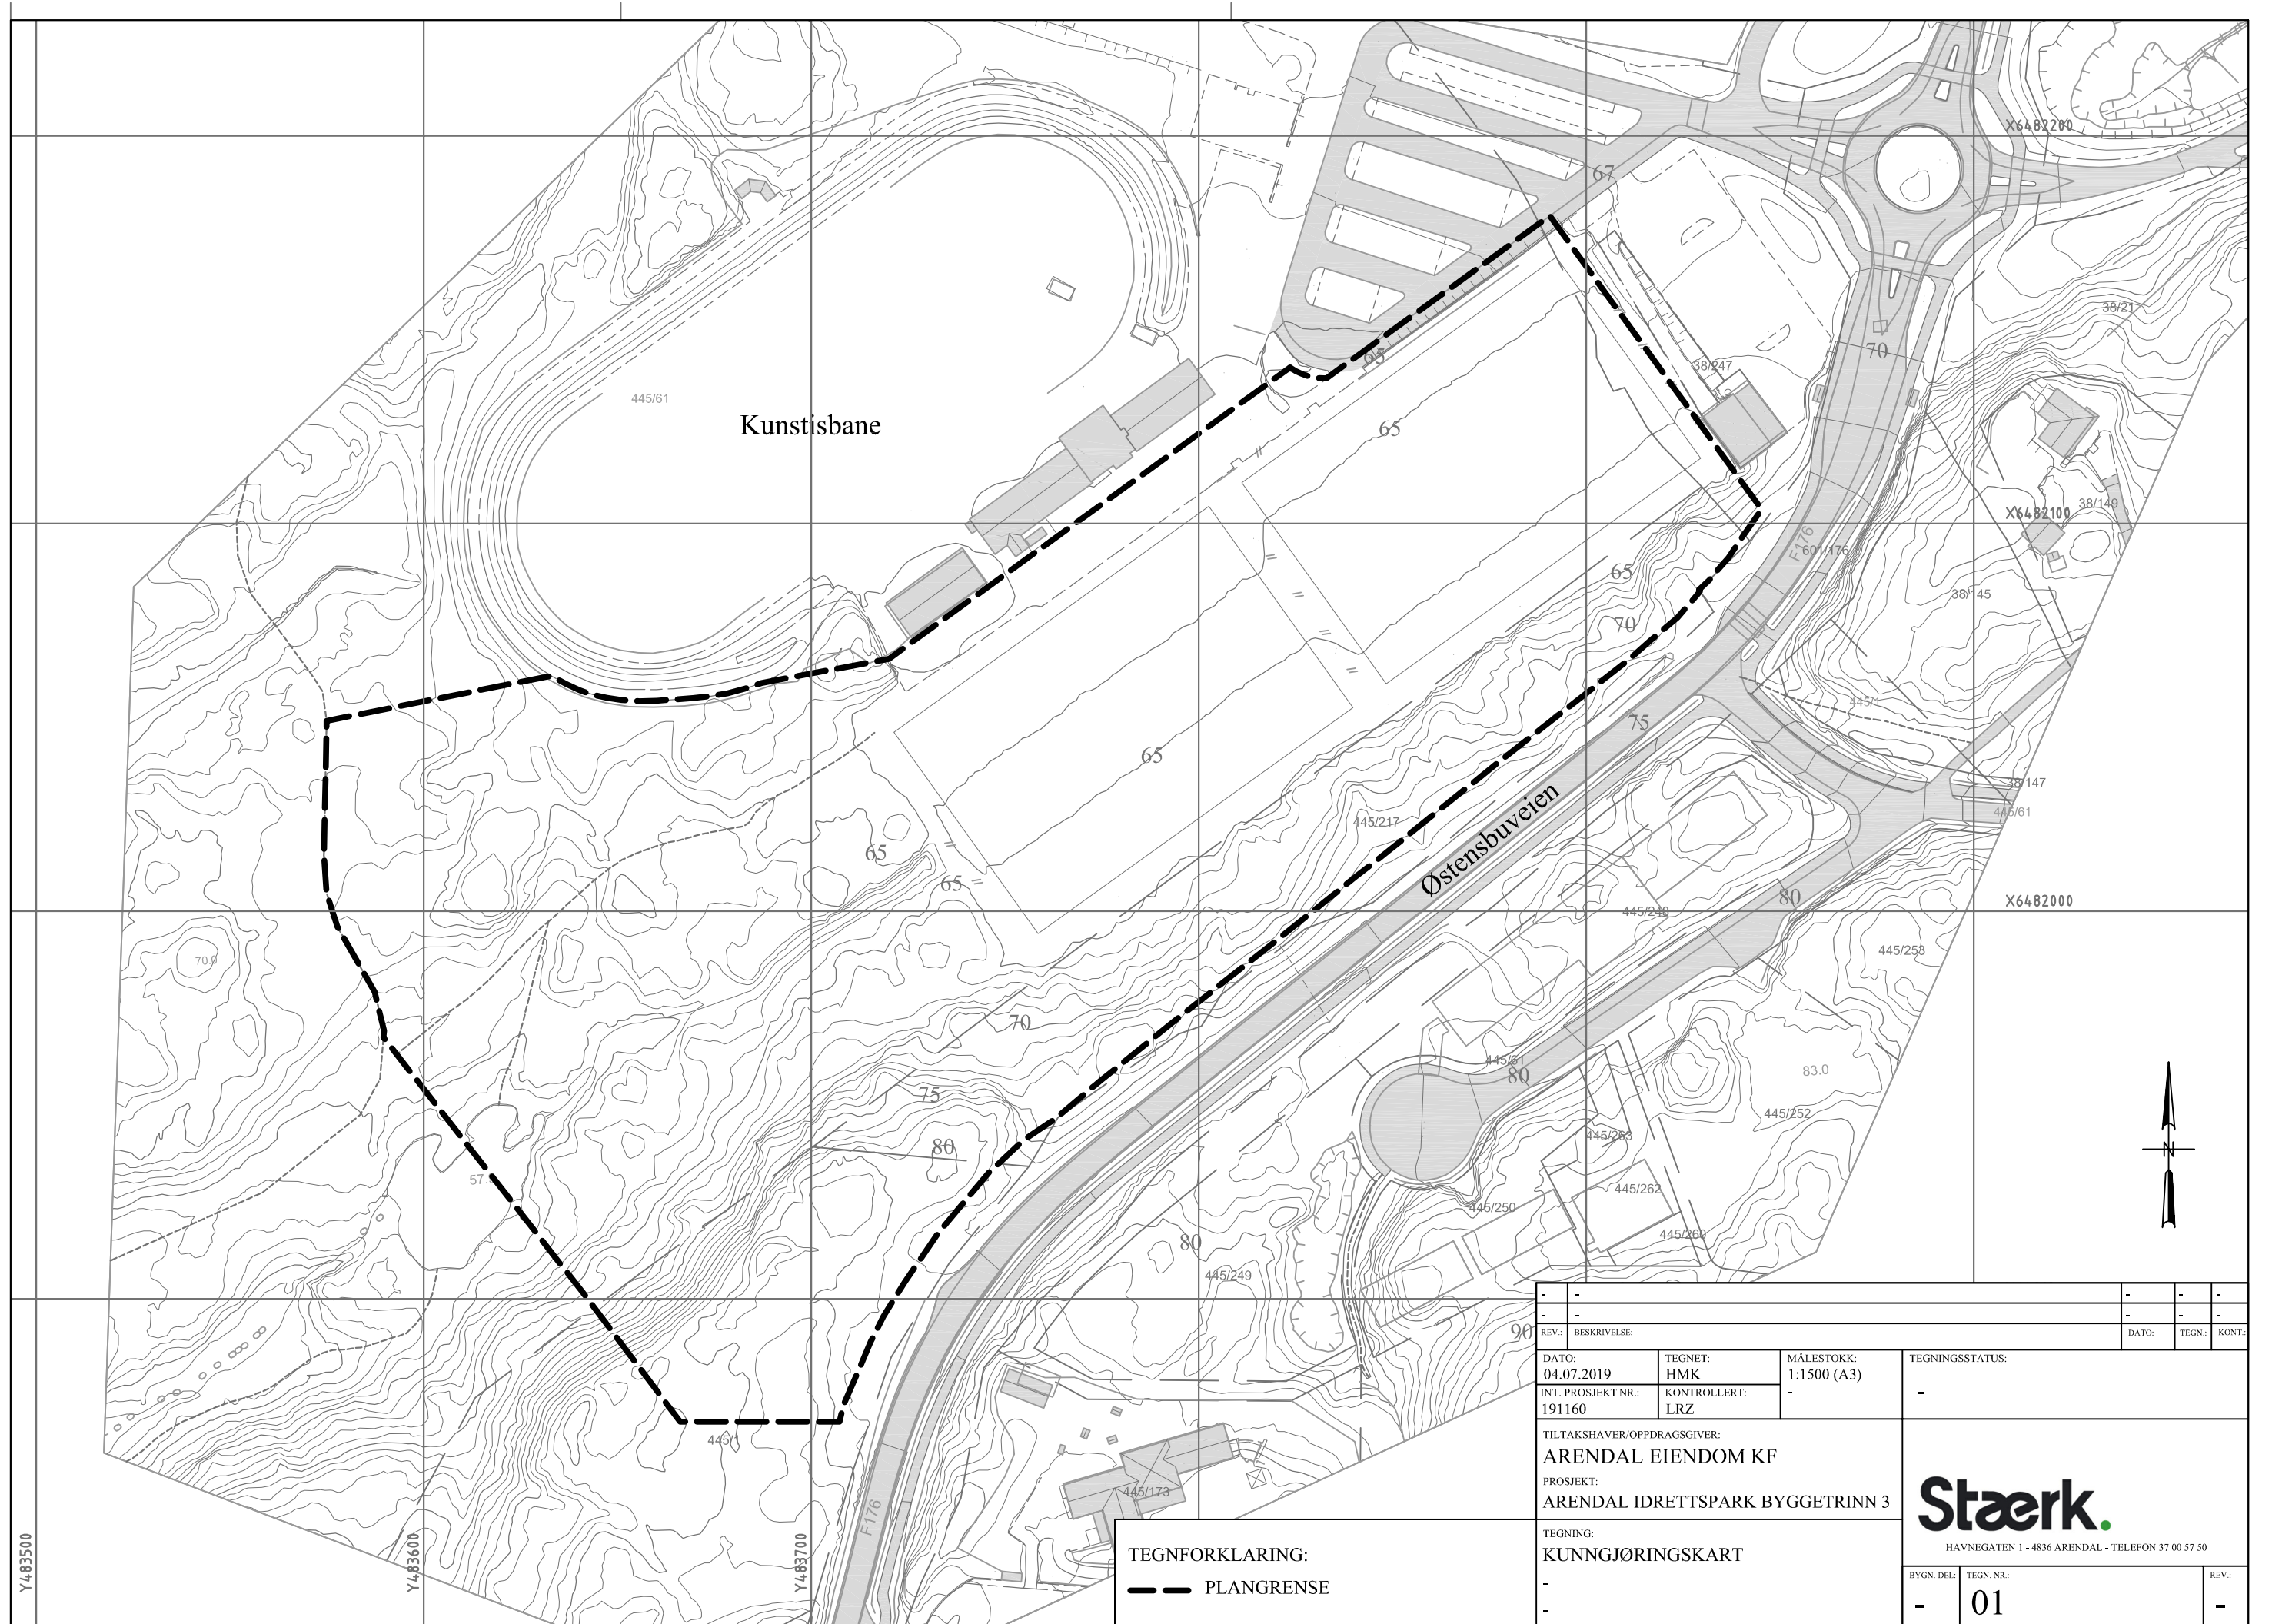 X6482200
67
38/21
70
38/247
65
445/61
Kunstisbane
65
X6482100
38/149
F176
601/176
65
38/145
70
445/1
75
65
38/147
445/61
445/217
Østensbuveien
65
65
80
X6482000
445/248
445/253
70.0
70
445/61
80
83.0
75
445/252
445/263
80
57.
445/262
445/250
445/260
80
445/249
N
90
445/1
445/173
F176
Y483500
Y483600
Y483700
TEGNFORKLARING:
PLANGRENSE
- - - - -
- - - - -
REV.: BESKRIVELSE: DATO: TEGN.: KONT.:
DATO: TEGNET: MÅLESTOKK: TEGNINGSSTATUS:
04.07.2019 HMK 1:1500 (A3)
INT. PROSJEKT NR.: KONTROLLERT: - -
191160 LRZ
TILTAKSHAVER/OPPDRAGSGIVER:
ARENDAL EIENDOM KF
PROSJEKT:
ARENDAL IDRETTSPARK BYGGETRINN 3
TEGNING:
KUNNGJØRINGSKART
-
-
Stærk.
HAVNEGATEN 1 - 4836 ARENDAL - TELEFON 37 00 57 50
BYGN. DEL: TEGN. NR.: REV.:
- 01 -